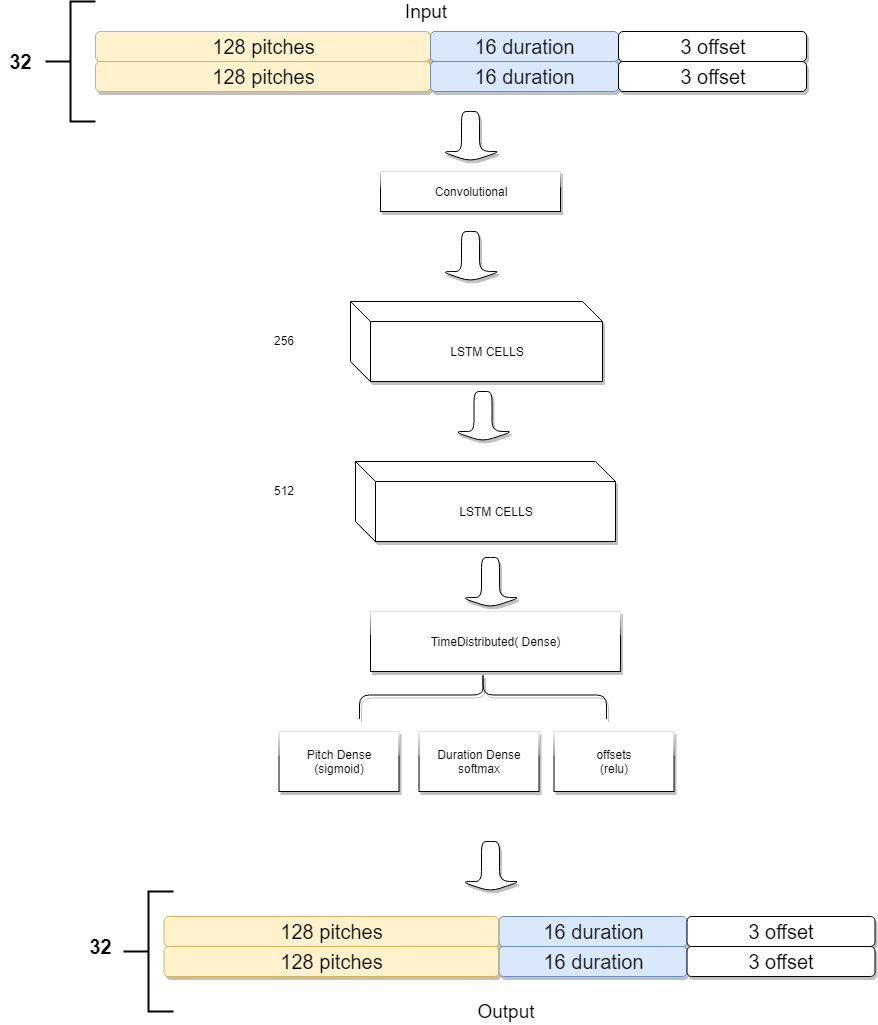 Input
128 pitches 16 duration 3 offset
32
128 pitches 16 duration 3 offset
Convolutional
256
LSTM CELLS
512
LSTM CELLS
TimeDistributed( Dense)
Pitch Dense
(sigmoid)
Duration Dense
softmax
offsets
(relu)
128 pitches 16 duration 3 offset
32
128 pitches 16 duration 3 offset
Output